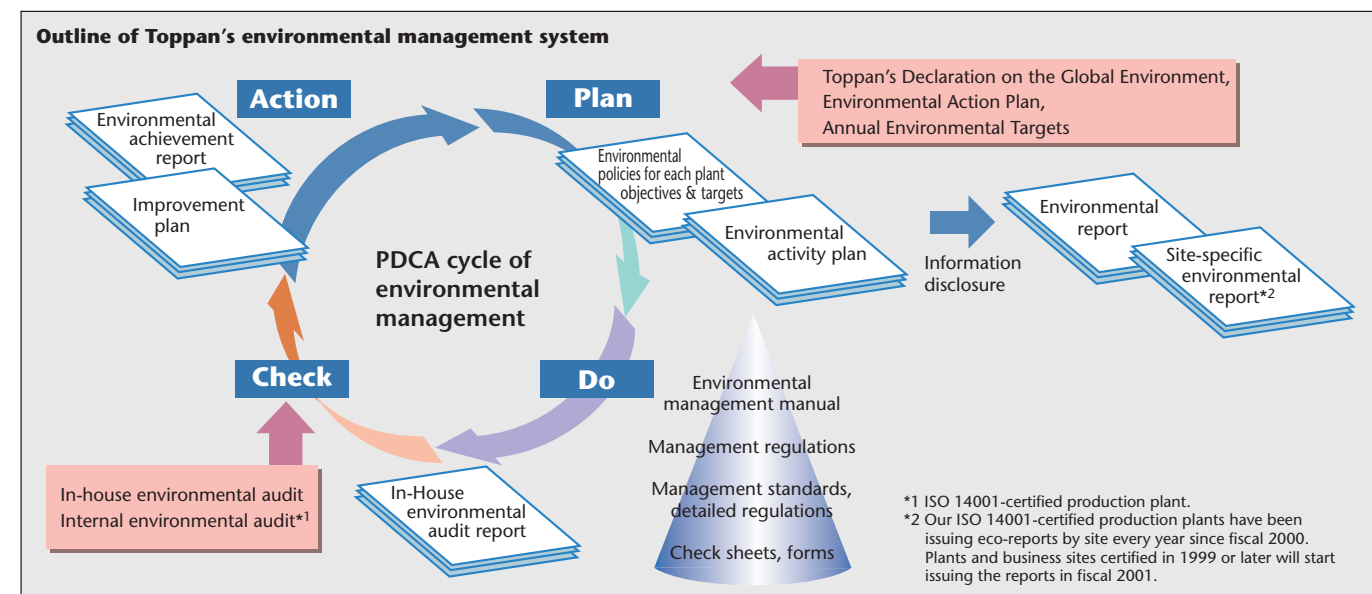 Outline of Toppan's environmental management system
Action
Plan
Toppan's Declaration on the Global Environment,
Environmental Action Plan,
Annual Environmental Targets
Environmental
achievement
report
Improvement
plan
Environmental
policies for each plant
objectives & targets
Environmental
activity plan
Information
disclosure
Environmental
report
Site-specific
environmental
report*2
PDCA cycle of
environmental
management
Check
Do
In-house environmental audit
Internal environmental audit*1
In-House
environmental
audit report
Environmental
management manual
Management regulations
Management standards,
detailed regulations
Check sheets, forms
*1 ISO 14001-certified production plant.
*2 Our ISO 14001-certified production plants have been
issuing eco-reports by site every year since fiscal 2000.
Plants and business sites certified in 1999 or later will start
issuing the reports in fiscal 2001.